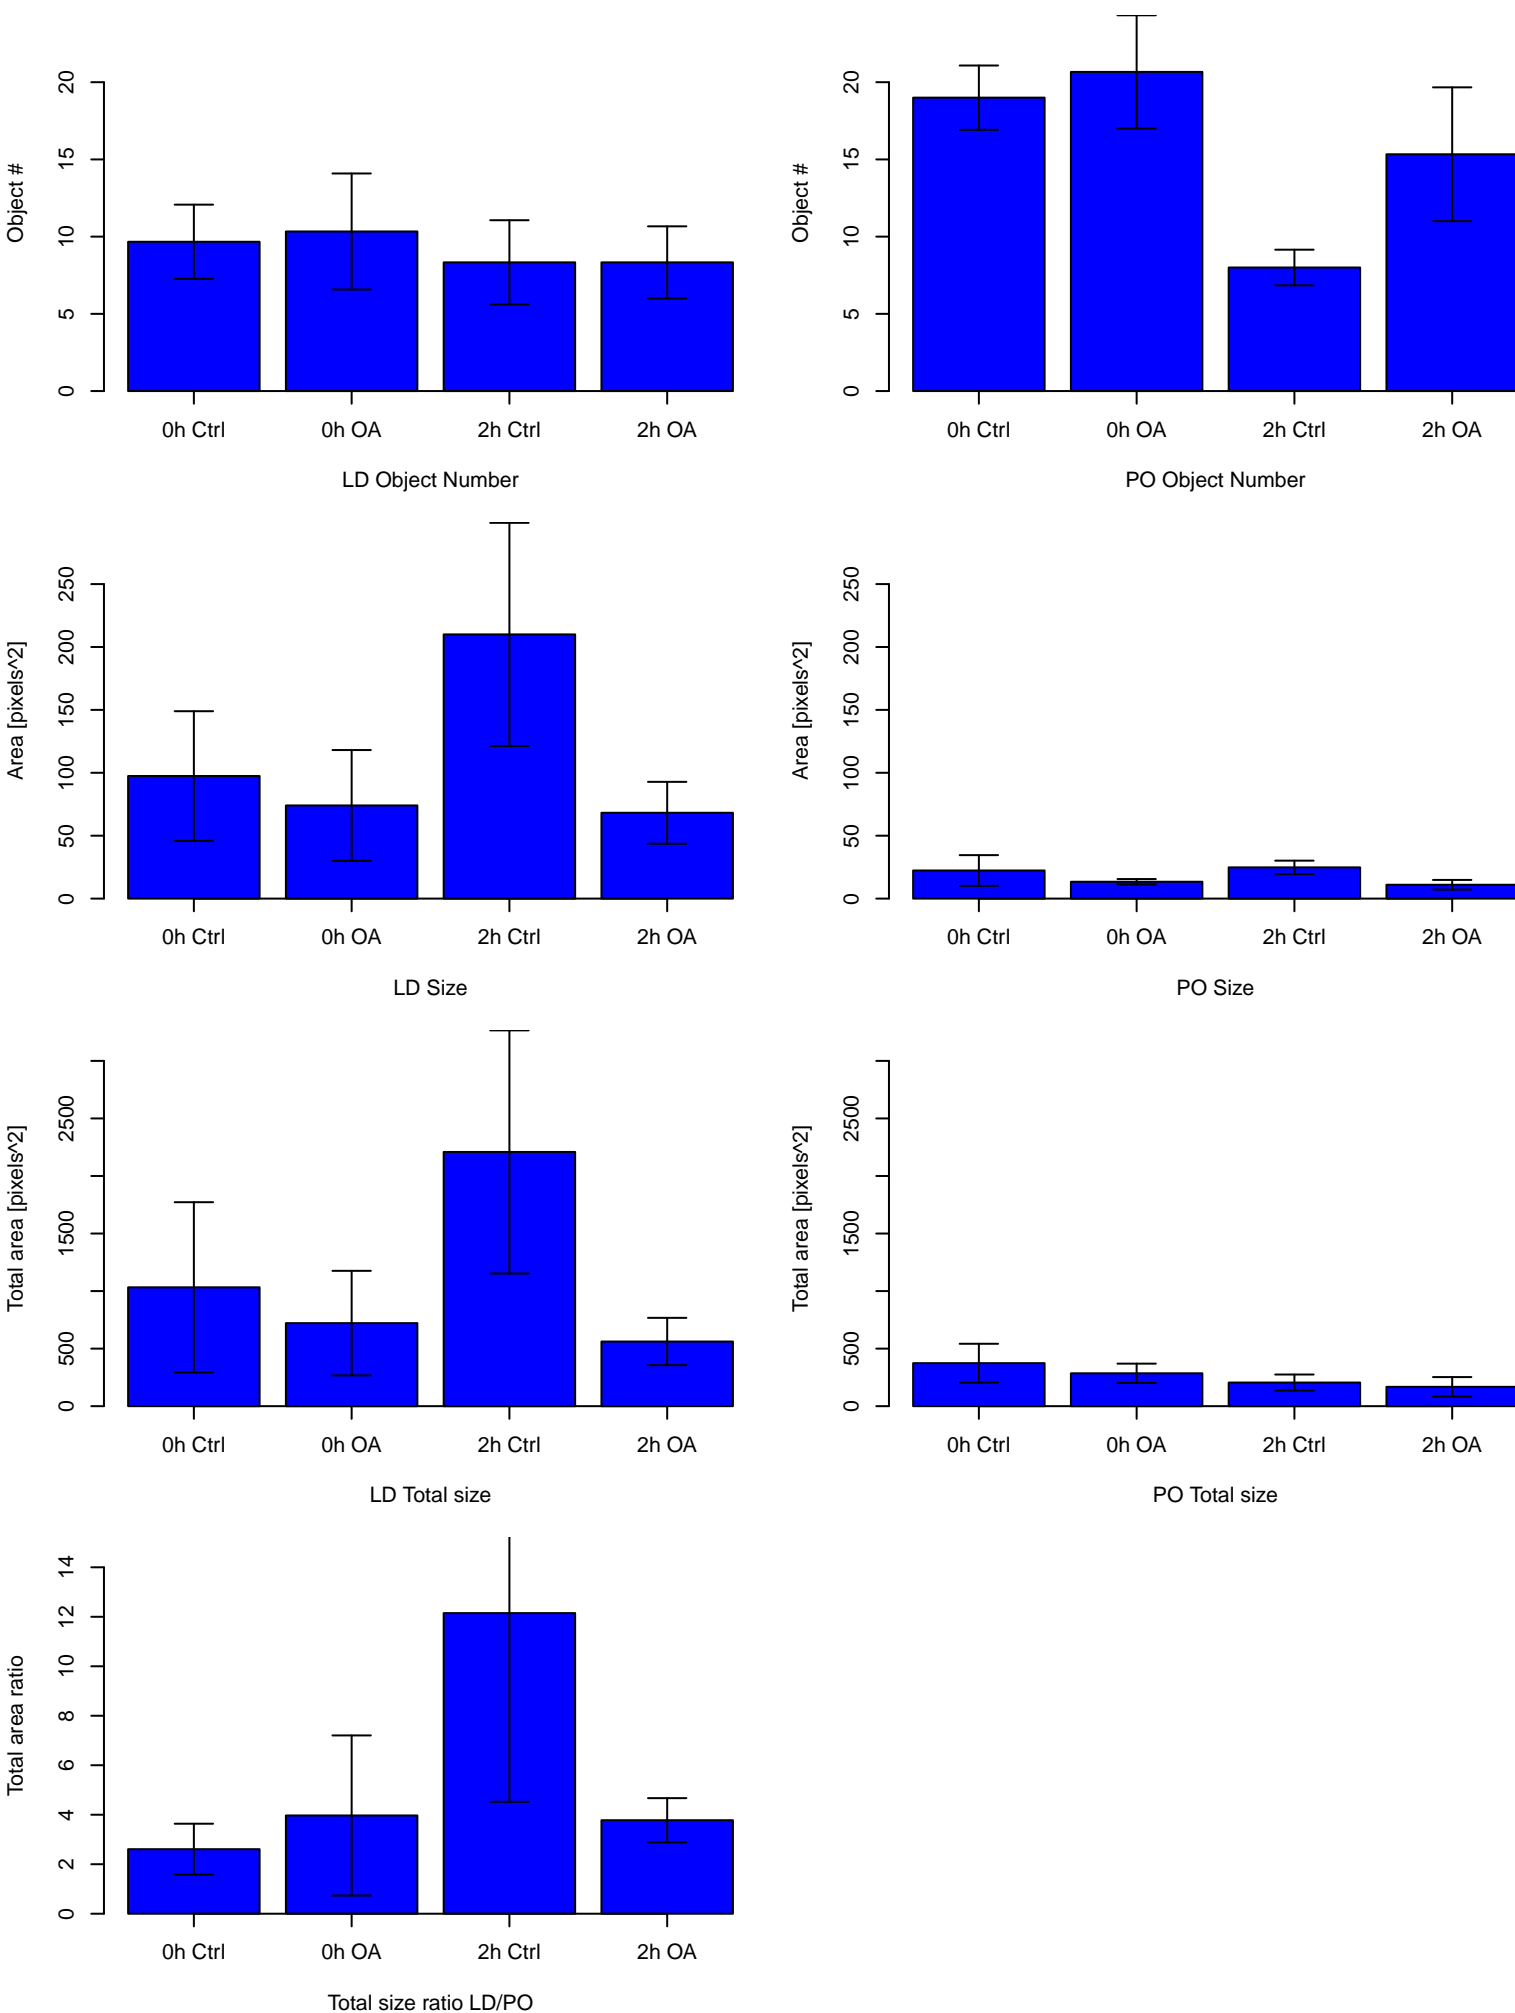 Object #
20
15
10
5
0
0h Ctrl 0h OA 2h Ctrl 2h OA
LD Object Number
Object #
20
15
10
5
0
0h Ctrl 0h OA 2h Ctrl 2h OA
PO Object Number
Area [pixels^2]
250
200
150
100
50
0
0h Ctrl 0h OA 2h Ctrl 2h OA
LD Size
Area [pixels^2]
250
200
150
100
50
0
0h Ctrl 0h OA 2h Ctrl 2h OA
PO Size
Total area [pixels^2]
2500
1500
500
0
0h Ctrl 0h OA 2h Ctrl 2h OA
LD Total size
Total area [pixels^2]
2500
1500
500
0
0h Ctrl 0h OA 2h Ctrl 2h OA
PO Total size
Total area ratio
14
12
10
8
6
4
2
0
0h Ctrl 0h OA 2h Ctrl 2h OA
Total size ratio LD/PO